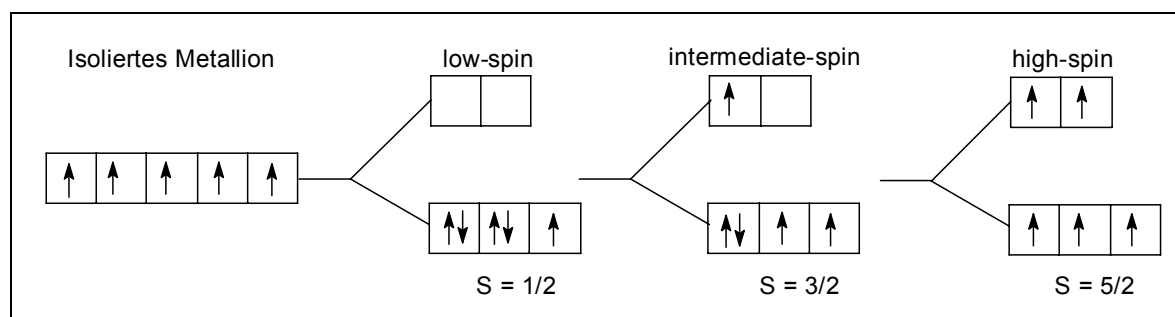 Isoliertes Metallion
low-spin
intermediate-spin
high-spin
S = 1/2
S = 3/2
S = 5/2